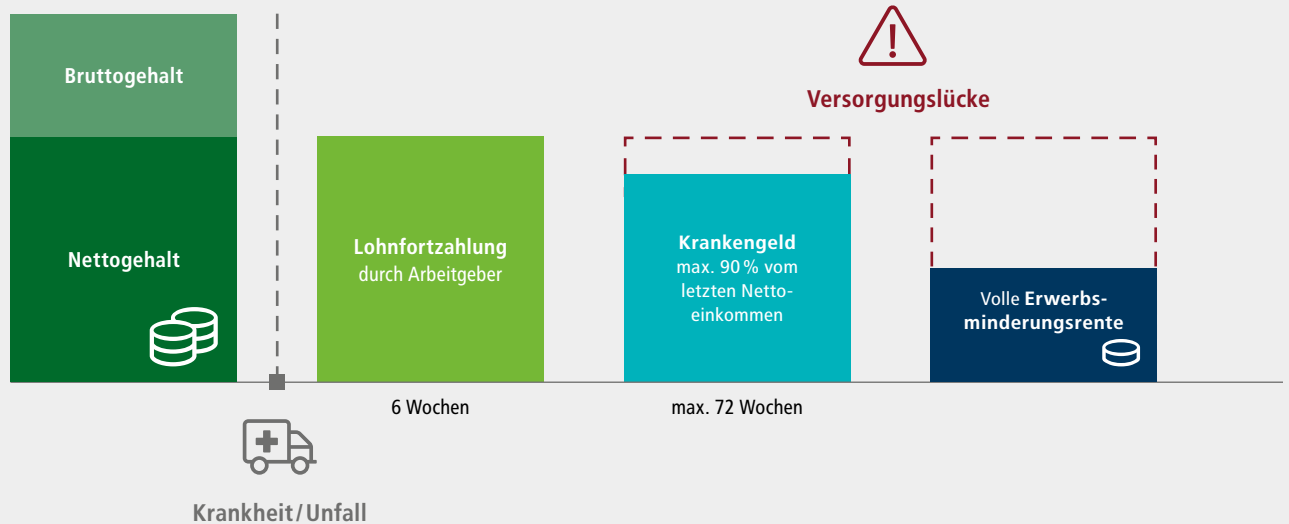 Bruttogehalt
Nettogehalt
Krankheit/Unfall
Lohnfortzahlung
durch Arbeitgeber
6 Wochen
Versorgungslücke
Krankengeld
max. 90 % vom
letzten Netto-
einkommen
max. 72 Wochen
Volle Erwerbs-
minderungsrente